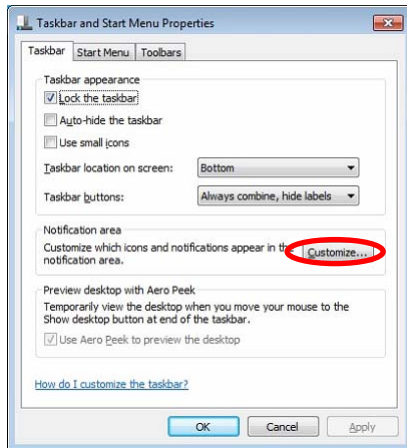 Taskbar and Start Menu Properties
Taskbar Start Menu Toolbars
Taskbar appearance
Lock the taskbar
Auto-hide the taskbar
Use small icons
Taskbar location on screen: Bottom
Taskbar buttons: Always combine, hide labels
Notification area
Customize which icons and notifications appear in the
notification area.
Customize...
Preview desktop with Aero Peek
Temporarily view the desktop when you move your mouse to the
Show desktop button at end of the taskbar.
Use Aero Peek to preview the desktop
How do I customize the taskbar?
OK Cancel Apply